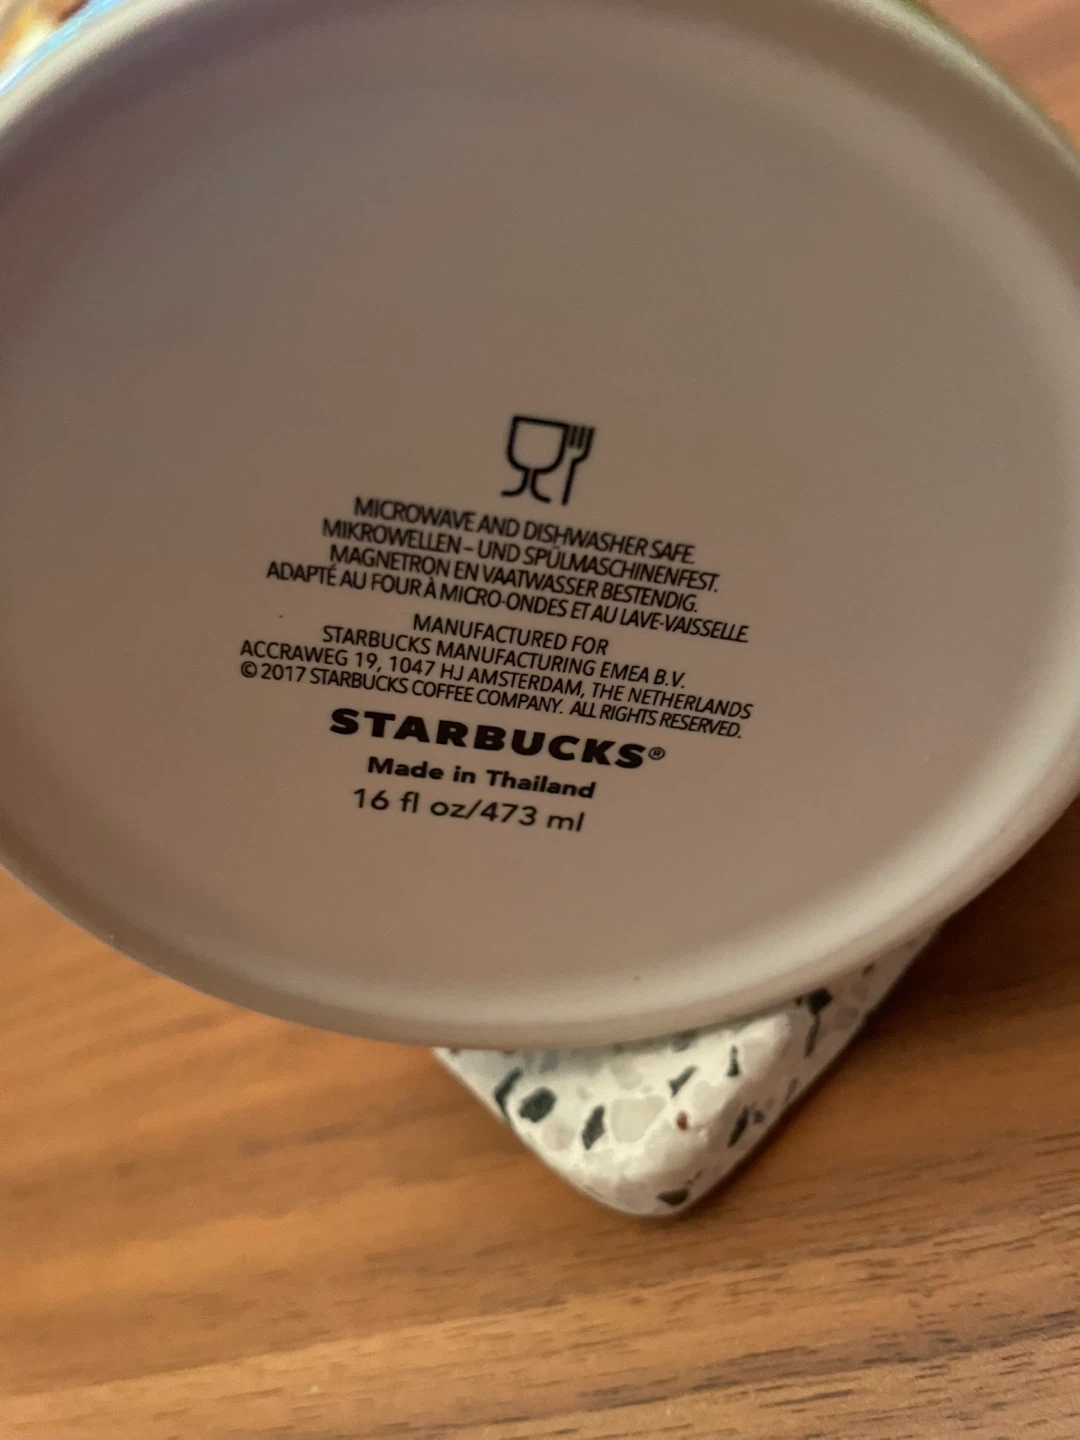 MICROWAVE AND DISHWASHER SAFE.
MIKROWELLEN – UND SPÜLMASCHINENFEST.
MAGNETRON EN VAATWASSER BESTENDIG.
ADAPTÉ AU FOUR À MICRO-ONDES ET AU LAVE-VAISSELLE.
MANUFACTURED FOR
STARBUCKS MANUFACTURING EMEA B.V.
ACCRAWEG 19, 1047 HJ AMSTERDAM, THE NETHERLANDS
© 2017 STARBUCKS COFFEE COMPANY. ALL RIGHTS RESERVED.
STARBUCKS®
Made in Thailand
16 fl oz/473 ml